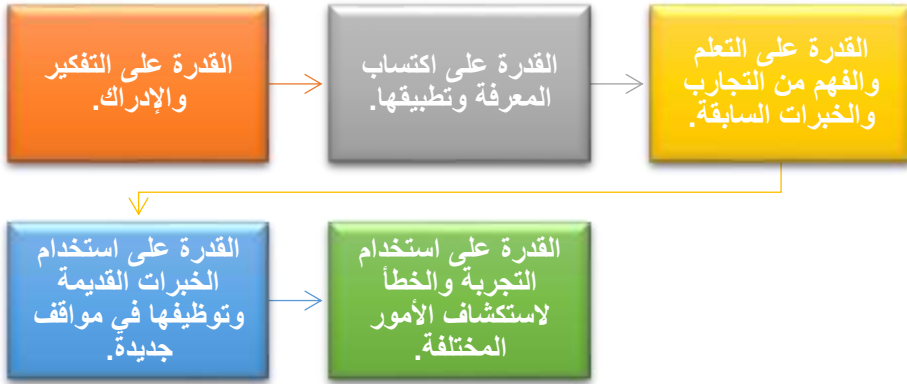 القدرة على التفكير
والإدراك.
القدرة على اكتساب
المعرفة وتطبيقها.
القدرة على التعلم
والفهم من التجارب
والخبرات السابقة.
القدرة على استخدام
الخبرات القديمة
وتوظيفها في مواقف
جديدة.
القدرة على استخدام
التجربة والخطأ
لاستكشاف الأمور
المختلفة.